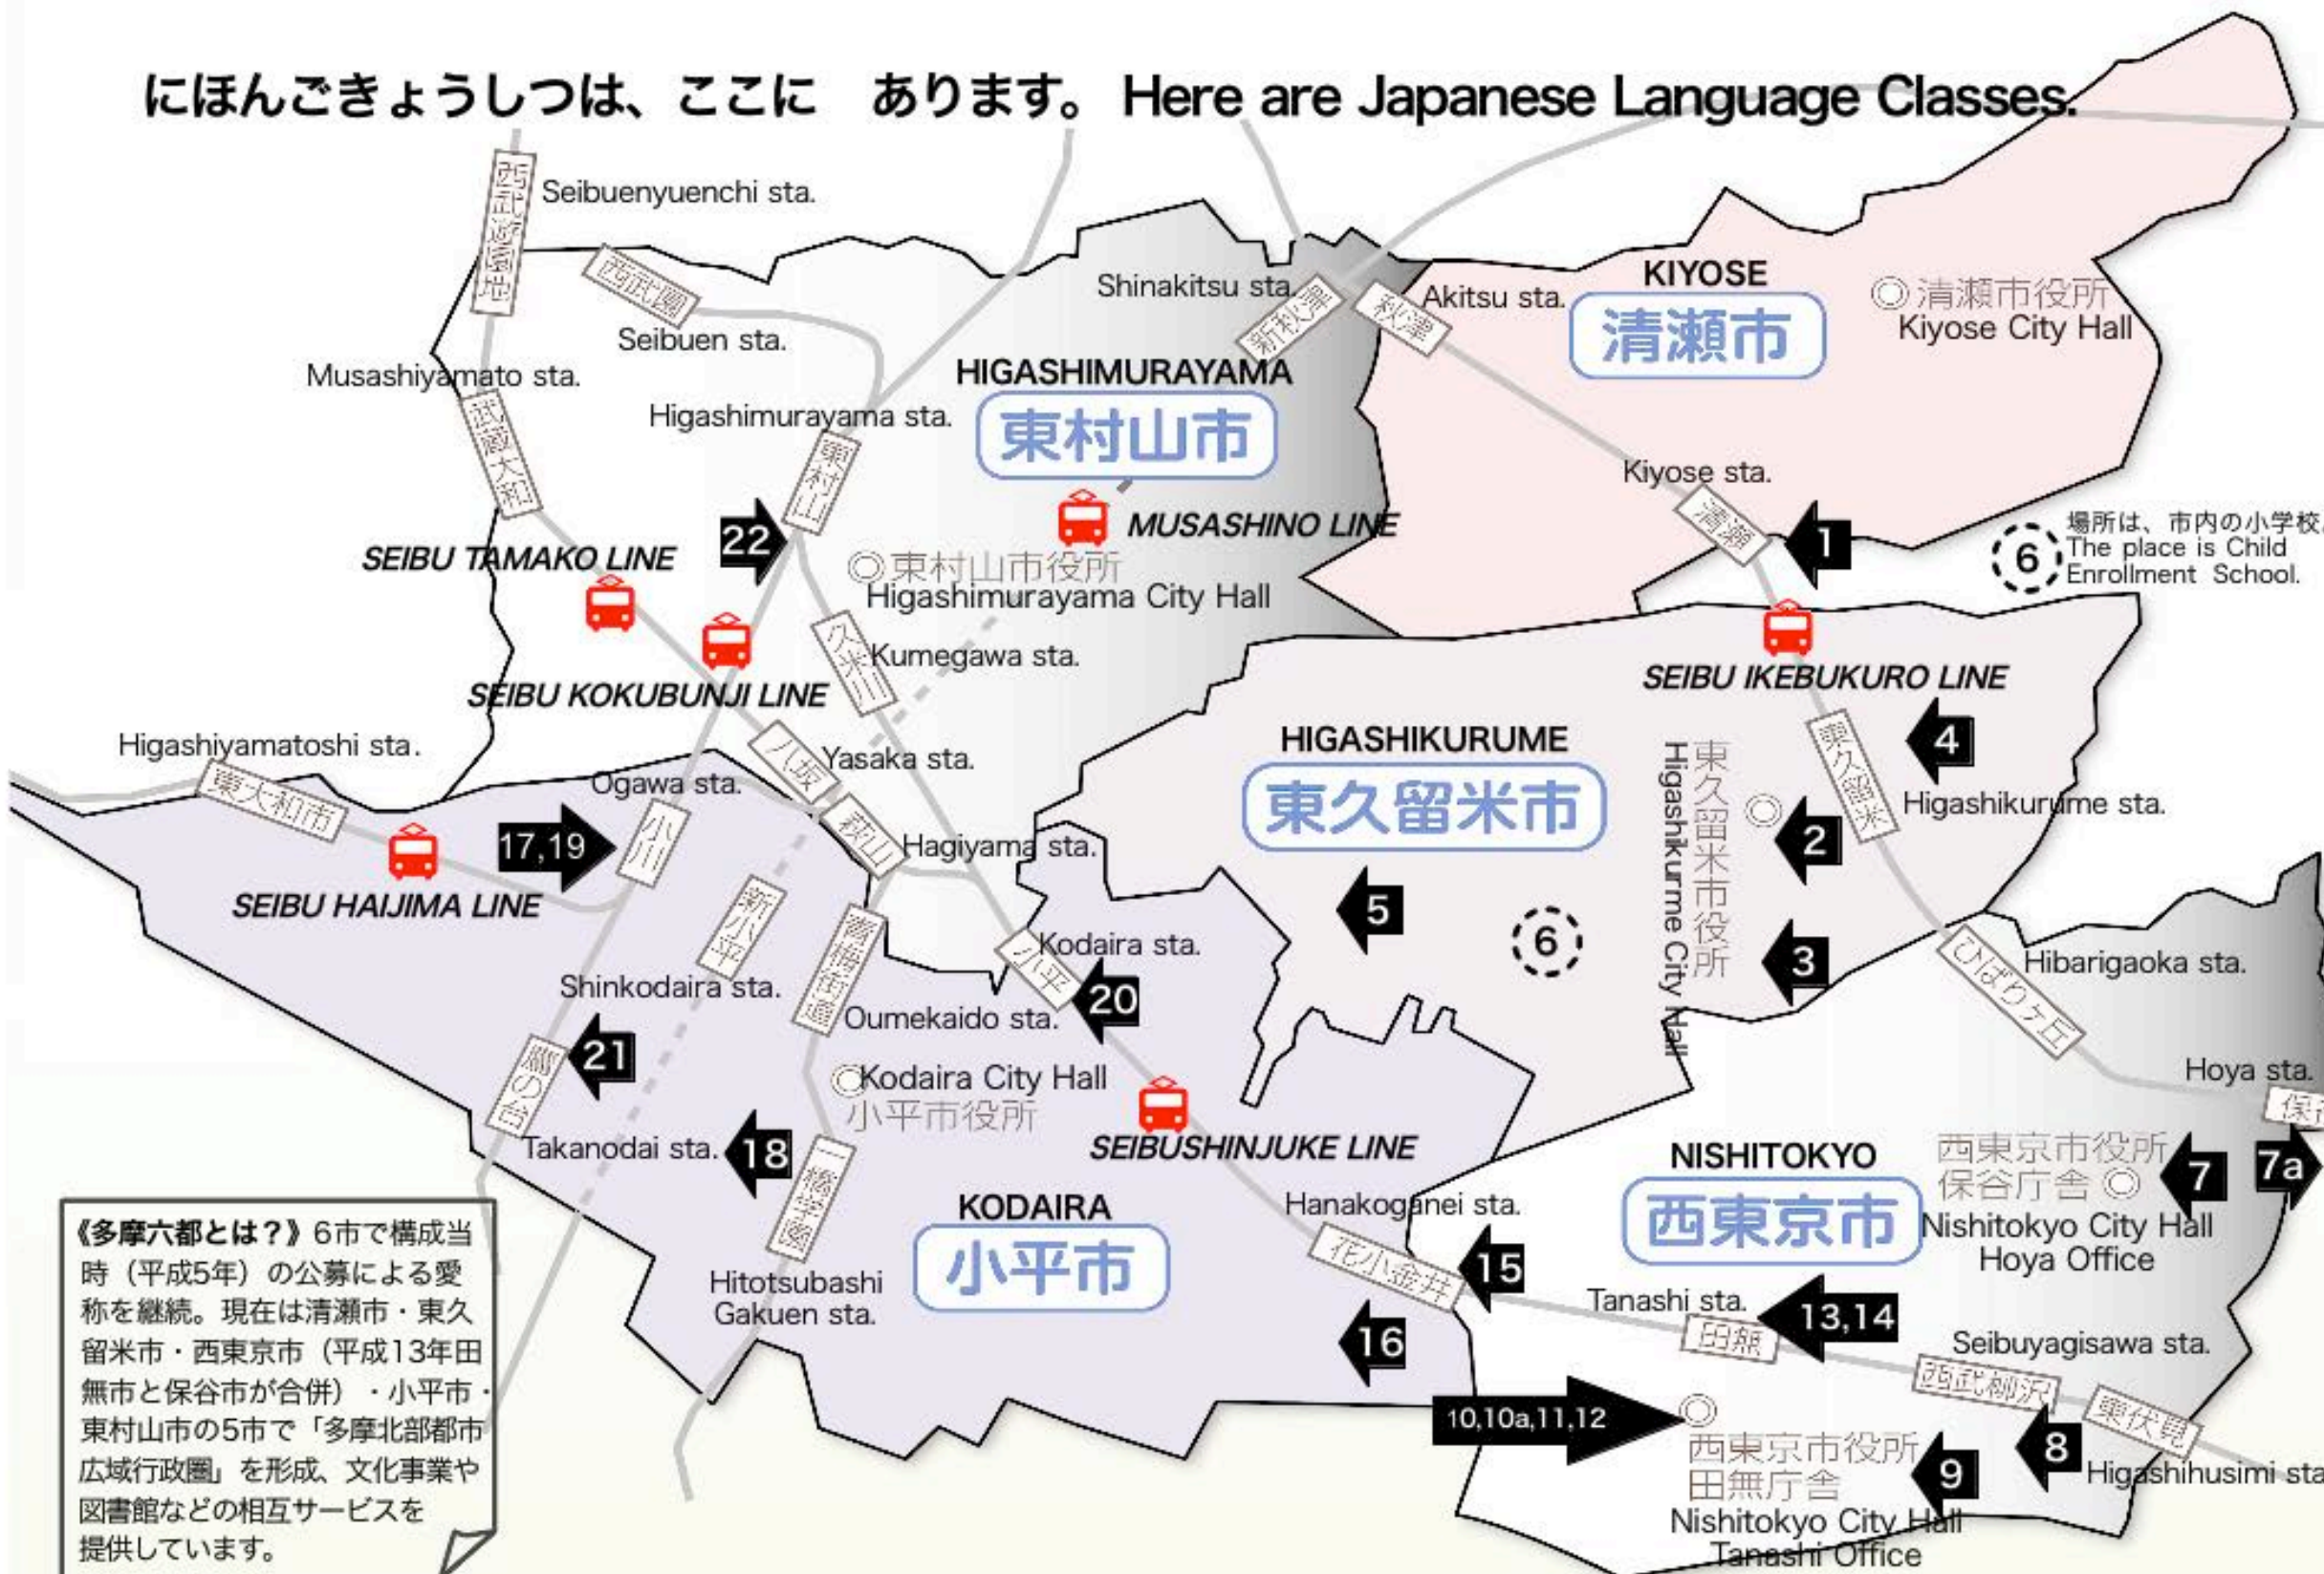 にほんごきょうしつは、ここに　あります。 Here are Japanese Language Classes.
西武遊園地
Seibuenyuenchi sta.
西武園
Seibuen sta.
Musashiyamato sta.
武蔵大和
Higashimurayama sta.
東村山
HIGASHIMURAYAMA
東村山市
Shinakitsu sta.
新秋津
秋津
Akitsu sta.
KIYOSE
清瀬市
清瀬市役所
Kiyose City Hall
Kiyose sta.
清瀬
1
6
場所は、市内の小学校
The place is Child
Enrollment School.
MUSASHINO LINE
SEIBU TAMAKO LINE
22
東村山市役所
Higashimurayama City Hall
久米川
Kumegawa sta.
SEIBU KOKUBUNJI LINE
SEIBU IKEBUKURO LINE
Higashiyamatoshi sta.
東大和市
八坂
Yasaka sta.
Ogawa sta.
小川
17,19
萩山
Hagiyama sta.
SEIBU HAIJIMA LINE
HIGASHIKURUME
東久留米市
東久留米市役所
Higashikurme City Hall
東久留米
Higashikurume sta.
4
2
5
6
3
新小平
Shinkodaira sta.
青梅街道
Oumekaido sta.
小平
Kodaira sta.
20
ひばりヶ丘
Hibarigaoka sta.
鷹の台
21
Takanodai sta.
18
Kodaira City Hall
小平市役所
SEIBUSHINJUKE LINE
Hoya sta.
NISHITOKYO
西東京市
西東京市役所
保谷庁舎
7
7a
Nishitokyo City Hall
Hoya Office
一橋学園
Hitotsubashi
Gakuen sta.
KODAIRA
小平市
Hanakoganei sta.
花小金井
15
16
Tanashi sta.
田無
13,14
Seibuyagisawa sta.
西武柳沢
東伏見
Higashihusimi sta
10,10a,11,12
西東京市役所
田無庁舎
Nishitokyo City Hall
Tanashi Office
9
8
《多摩六都とは？》6市で構成当
時（平成5年）の公募による愛
称を継続。現在は清瀬市・東久
留米市・西東京市（平成13年田
無市と保谷市が合併）・小平市・
東村山市の5市で「多摩北部都市
広域行政圏」を形成、文化事業や
図書館などの相互サービスを
提供しています。